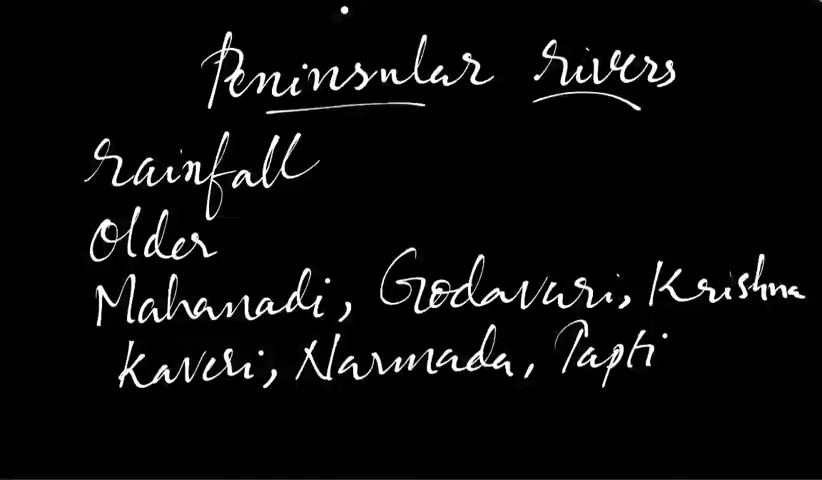 Peninsular rivers
rainfall
Older
Mahanadi, Godavari, Krishna
Kaveri, Narmada, Tapti